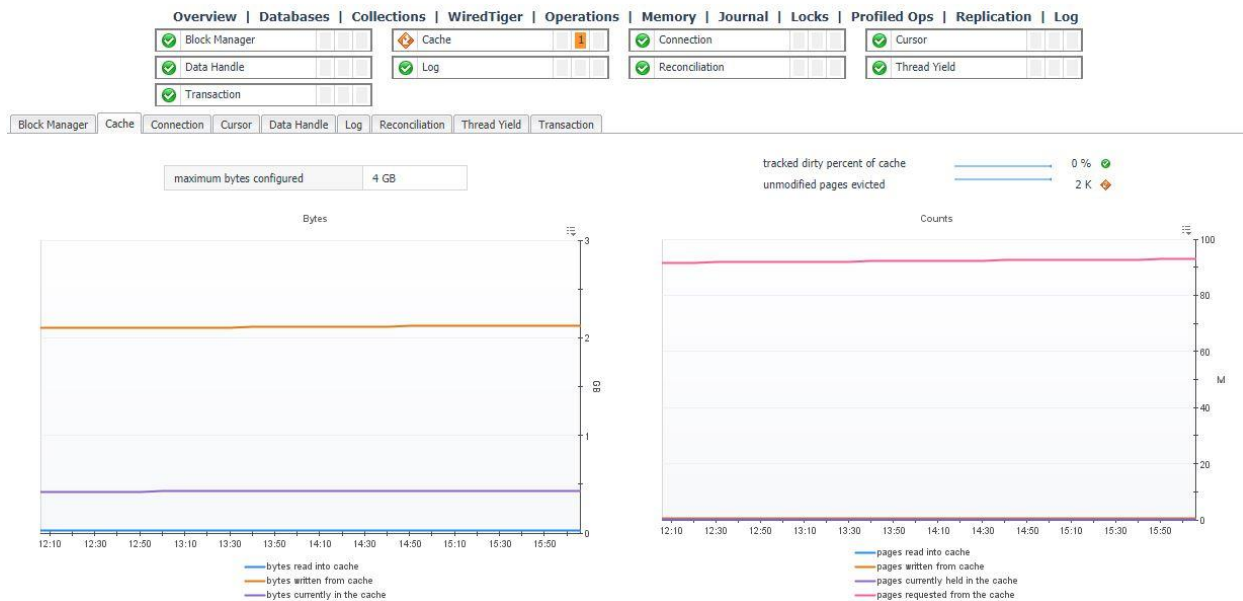 Overview | Databases | Collections | WiredTiger | Operations | Memory | Journal | Locks | Profiled Ops | Replication | Log
Block Manager Cache 1 Connection Cursor
Data Handle Log Reconciliation Thread Yield
Transaction
Block Manager Cache Connection Cursor Data Handle Log Reconciliation Thread Yield Transaction
maximum bytes configured 4 GB
tracked dirty percent of cache 0 %
unmodified pages evicted 2 K
Bytes
3
2
GB
1
0
12:10 12:30 12:50 13:10 13:30 13:50 14:10 14:30 14:50 15:10 15:30 15:50
bytes read into cache
bytes written from cache
bytes currently in the cache
Counts
100
80
60
M
40
20
0
12:10 12:30 12:50 13:10 13:30 13:50 14:10 14:30 14:50 15:10 15:30 15:50
pages read into cache
pages written from cache
pages currently held in the cache
pages requested from the cache